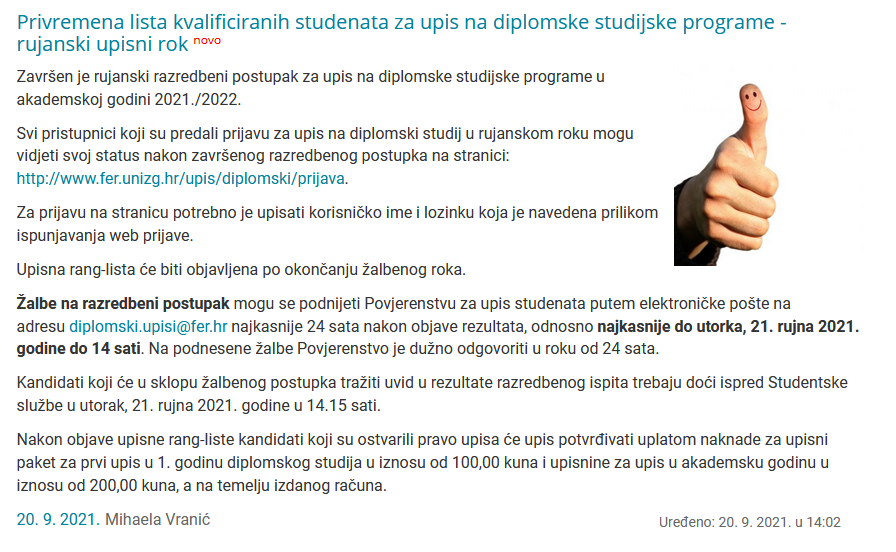 Privremena lista kvalificiranih studenata za upis na diplomske studijske programe -
rujanski upisni rok novo
Završen je rujanski razredbeni postupak za upis na diplomske studijske programe u
akademskoj godini 2021./2022.
Svi pristupnici koji su predali prijavu za upis na diplomski studij u rujanskom roku mogu
vidjeti svoj status nakon završenog razredbenog postupka na stranici:
http://www.fer.unizg.hr/upis/diplomski/prijava.
Za prijavu na stranicu potrebno je upisati korisničko ime i lozinku koja je navedena prilikom
ispunjavanja web prijave.
Upisna rang-lista će biti objavljena po okončanju žalbenog roka.
Žalbe na razredbeni postupak mogu se podnijeti Povjerenstvu za upis studenata putem elektroničke pošte na
adresu diplomski.upisi@fer.hr najkasnije 24 sata nakon objave rezultata, odnosno najkasnije do utorka, 21. rujna 2021.
godine do 14 sati. Na podnesene žalbe Povjerenstvo je dužno odgovoriti u roku od 24 sata.
Kandidati koji će u sklopu žalbenog postupka tražiti uvid u rezultate razredbenog ispita trebaju doći ispred Studentske
službe u utorak, 21. rujna 2021. godine u 14.15 sati.
Nakon objave upisne rang-liste kandidati koji su ostvarili pravo upisa će upis potvrđivati uplatom naknade za upisni
paket za prvi upis u 1. godinu diplomskog studija u iznosu od 100,00 kuna i upisnine za upis u akademsku godinu u
iznosu od 200,00 kuna, a na temelju izdanog računa.
20. 9. 2021. Mihaela Vranić
Uređeno: 20. 9. 2021. u 14:02